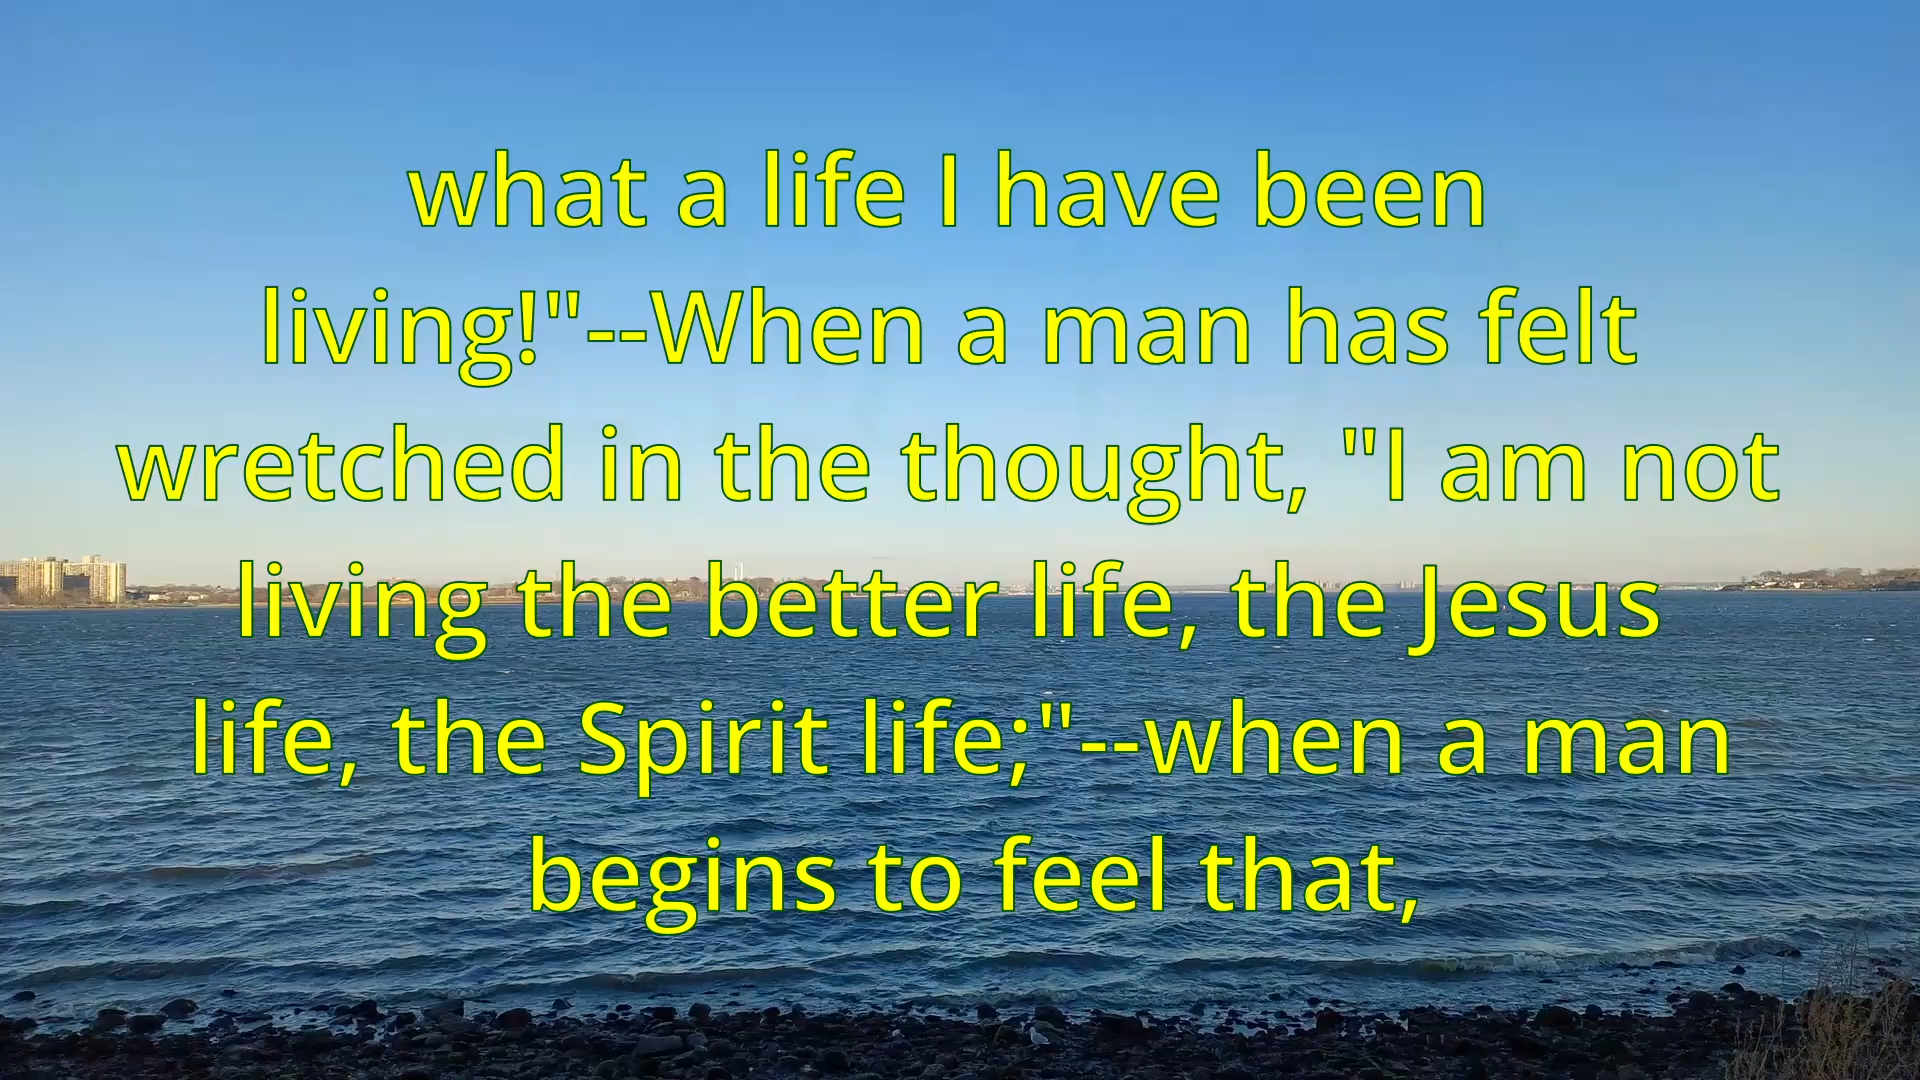 what a life I have been
living!"--When a man has felt
wretched in the thought, "I am not
living the better life, the Jesus
life, the Spirit life;"--when a man
begins to feel that,